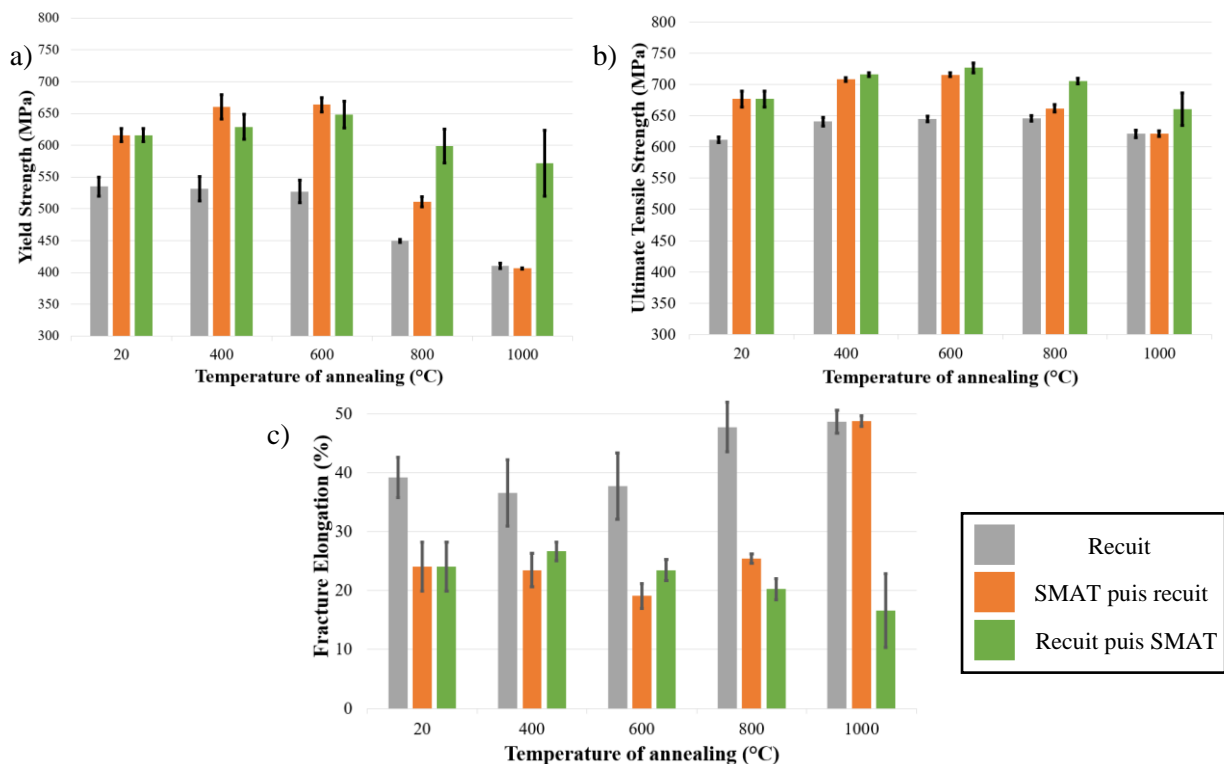 a)
Yield Strength (MPa)
800
750
700
650
600
550
500
450
400
350
300
20 400 600 800 1000
Temperature of annealing (°C)
b)
Ultimate Tensile Strength (MPa)
800
750
700
650
600
550
500
450
400
350
300
20 400 600 800 1000
Temperature of annealing (°C)
c)
Fracture Elongation (%)
50
40
30
20
10
0
20 400 600 800 1000
Temperature of annealing (°C)
Recuit
SMAT puis recuit
Recuit puis SMAT